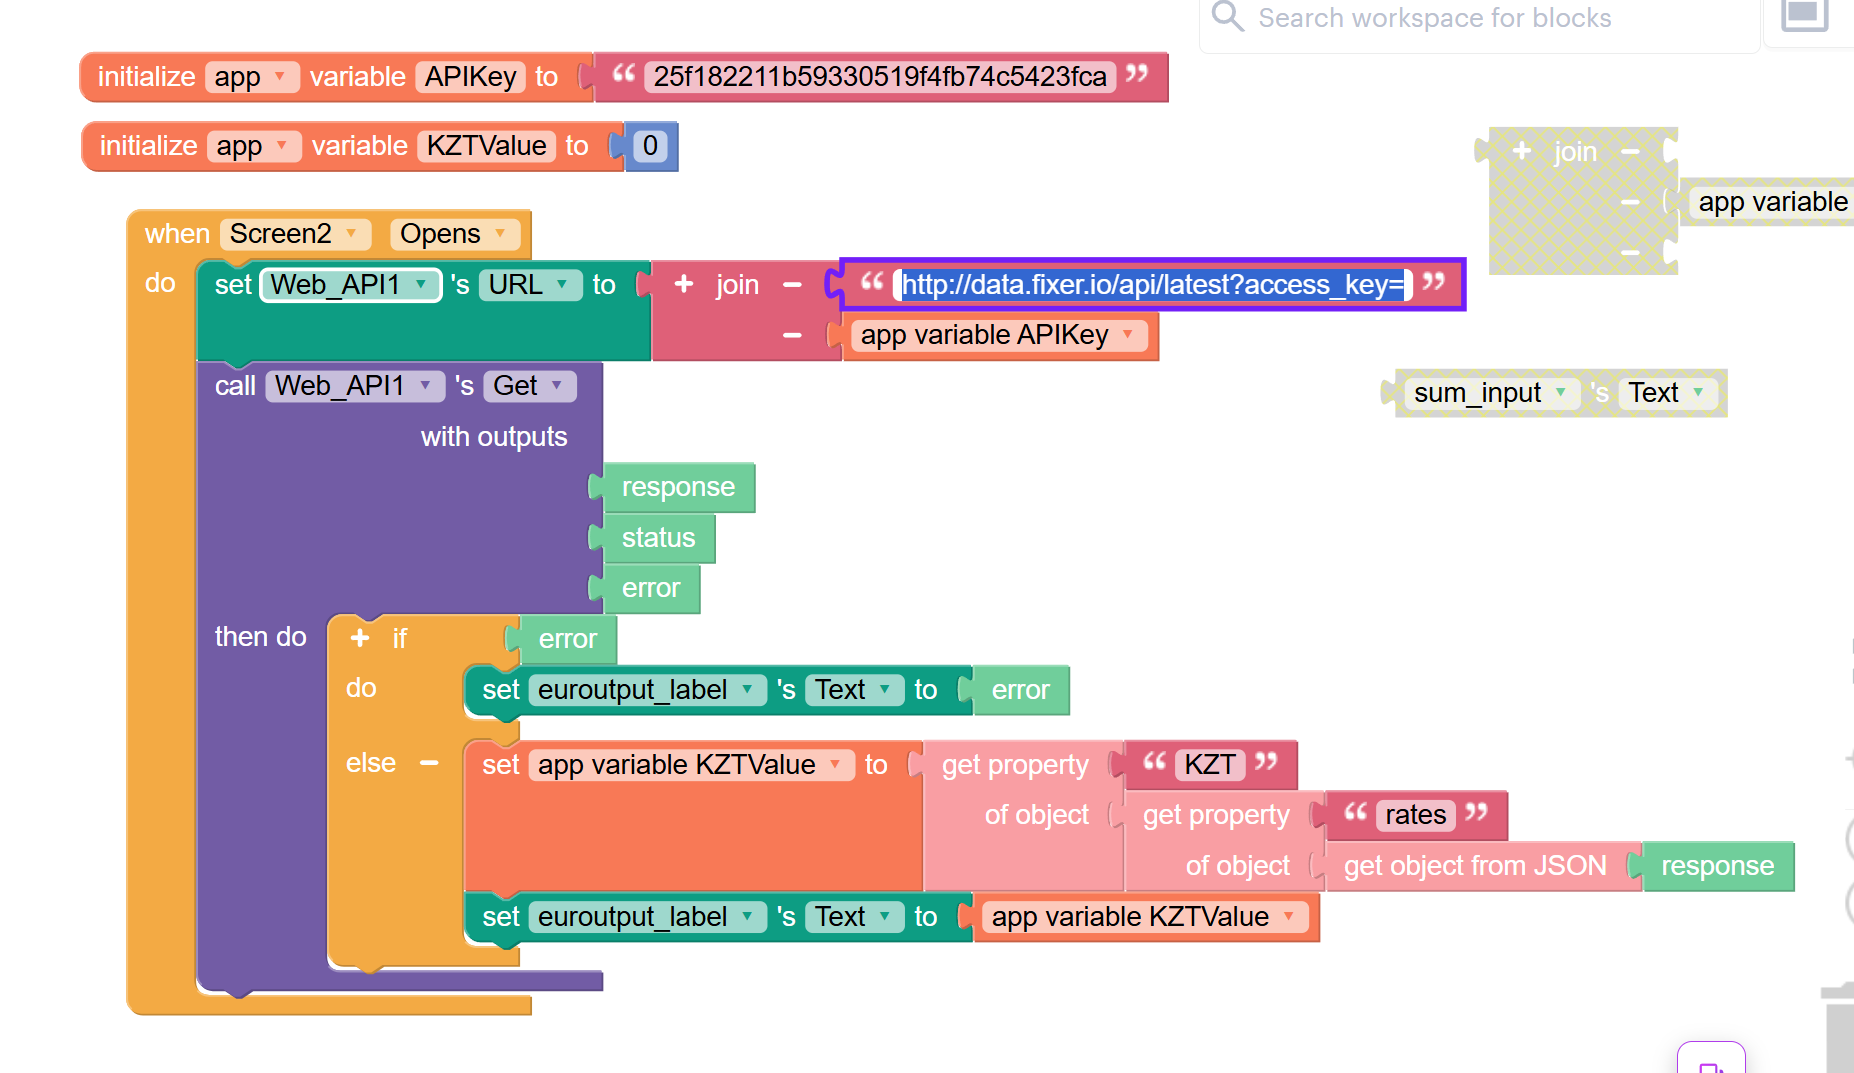 Search workspace for blocks
initialize app variable APIKey to “ 25f182211b59330519f4fb74c5423fca ”
initialize app variable KZTValue to 0
+ join −
− app variable
−
when Screen2 Opens
do set Web_API1 's URL to + join − “ http://data.fixer.io/api/latest?access_key= ”
− app variable APIKey
call Web_API1 's Get
sum_input 's Text
with outputs
response
status
error
then do + if error
do set euroutput_label 's Text to error
else − set app variable KZTValue to get property “ KZT ”
of object get property “ rates ”
of object get object from JSON response
set euroutput_label 's Text to app variable KZTValue